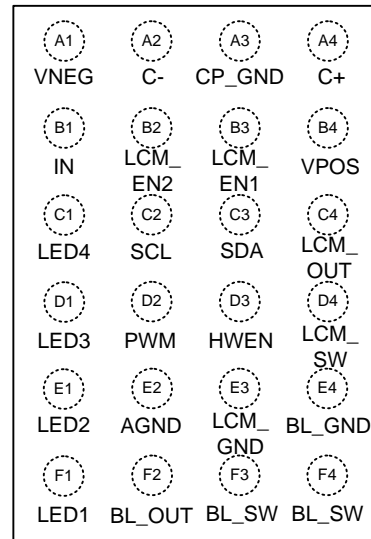 A1 A2 A3 A4
VNEG C- CP_GND C+
B1 B2 B3 B4
IN LCM_ EN2 LCM_ EN1 VPOS
C1 C2 C3 C4
LED4 SCL SDA LCM_ OUT
D1 D2 D3 D4
LED3 PWM HWEN LCM_ SW
E1 E2 E3 E4
LED2 AGND LCM_ GND BL_GND
F1 F2 F3 F4
LED1 BL_OUT BL_SW BL_SW